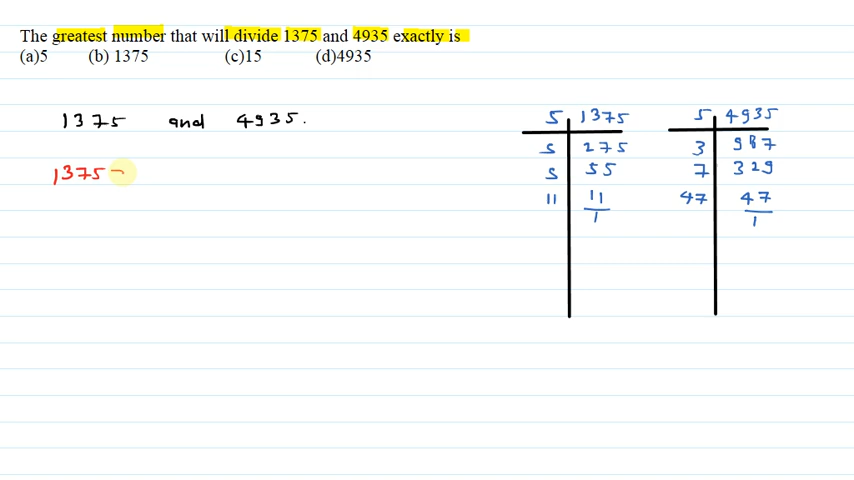 The greatest number that will divide 1375 and 4935 exactly is
(a)5 (b) 1375 (c)15 (d)4935
1375 and 4935.
5 1375 5 4935
5 275 3 987
5 55 7 329
11 11 47 47
1 1
1375